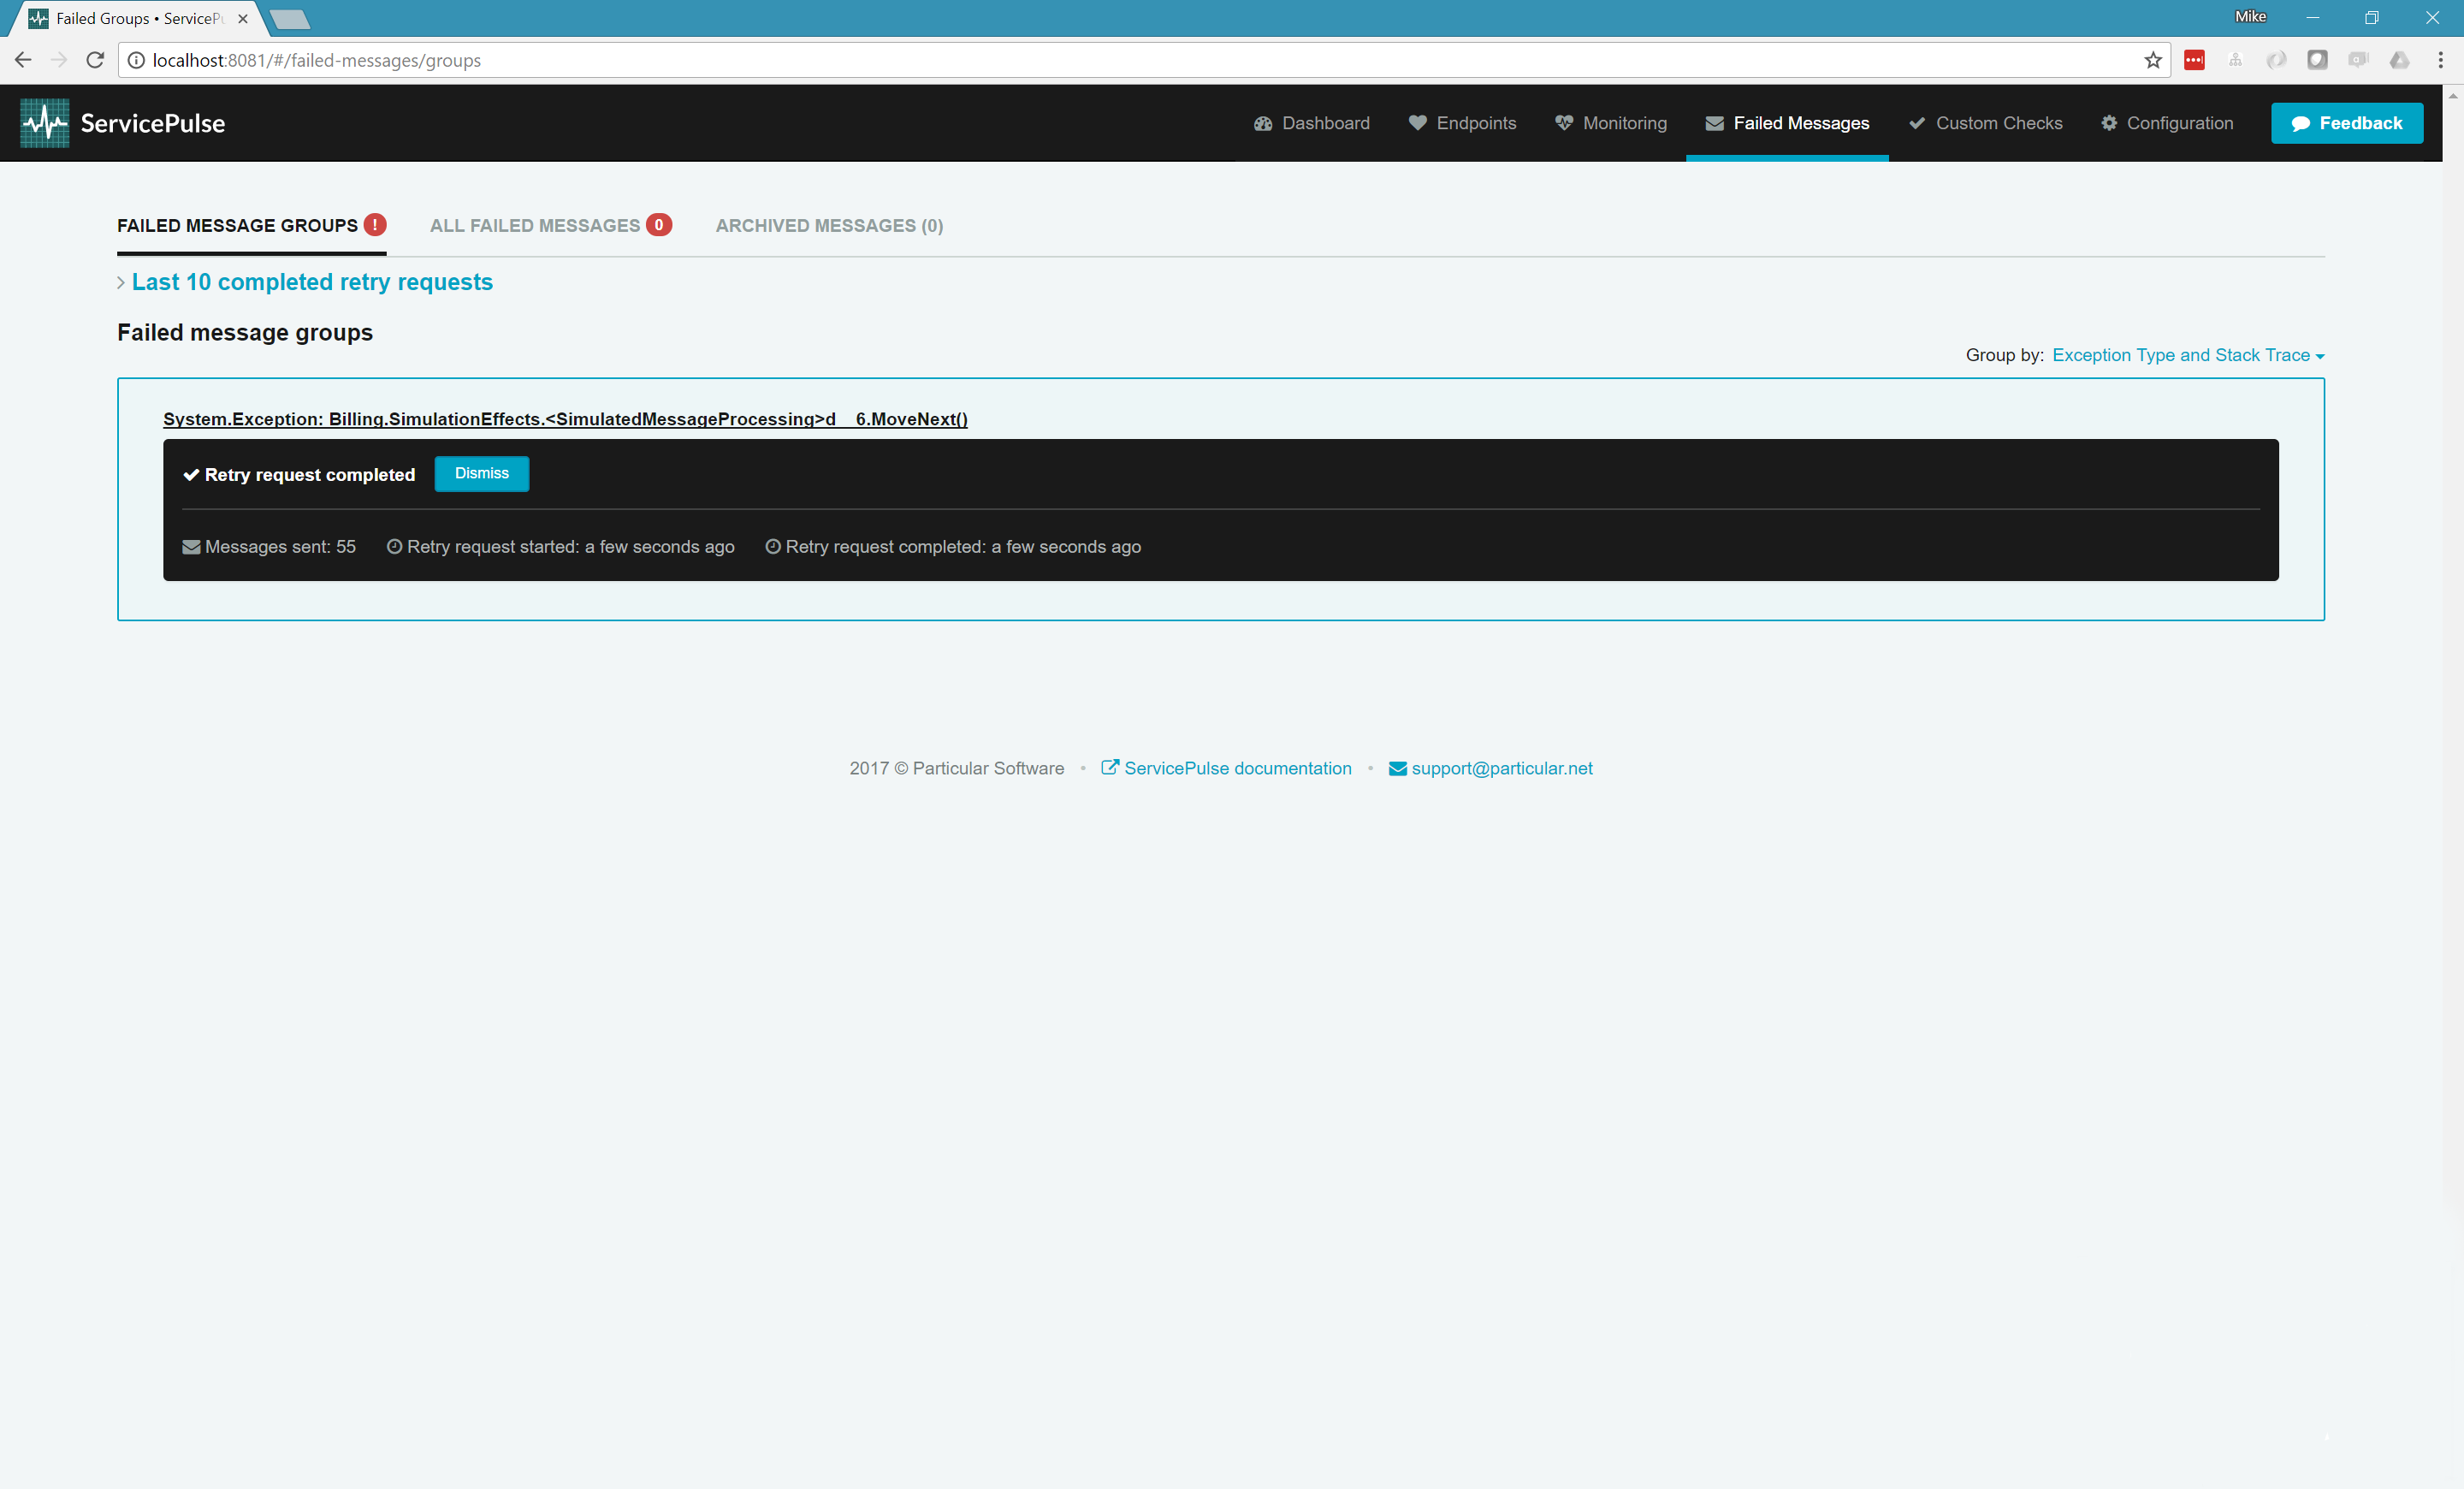 Failed Groups • ServicePu
Mike
localhost:8081/#/failed-messages/groups
ServicePulse
Dashboard
Endpoints
Monitoring
Failed Messages
Custom Checks
Configuration
Feedback
FAILED MESSAGE GROUPS !
ALL FAILED MESSAGES 0
ARCHIVED MESSAGES (0)
Last 10 completed retry requests
Failed message groups
Group by: Exception Type and Stack Trace
System.Exception: Billing.SimulationEffects.<SimulatedMessageProcessing>d__6.MoveNext()
Retry request completed
Dismiss
Messages sent: 55
Retry request started: a few seconds ago
Retry request completed: a few seconds ago
2017 © Particular Software • ServicePulse documentation • support@particular.net